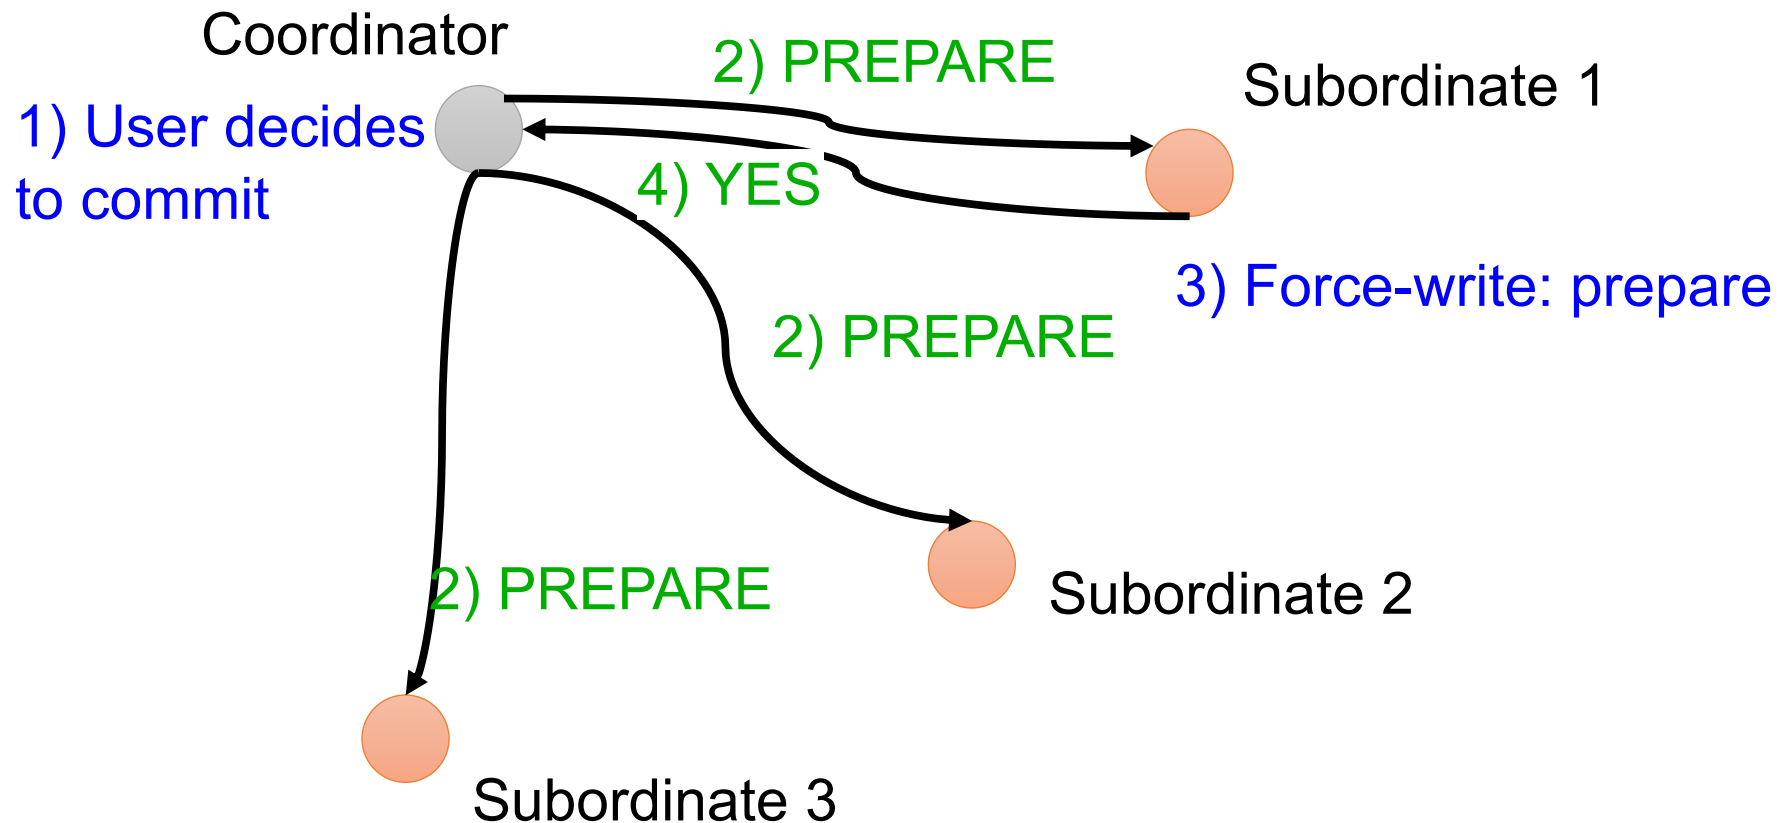 Coordinator
2) PREPARE
Subordinate 1
1) User decides
to commit
4) YES
3) Force-write: prepare
2) PREPARE
2) PREPARE
Subordinate 2
Subordinate 3